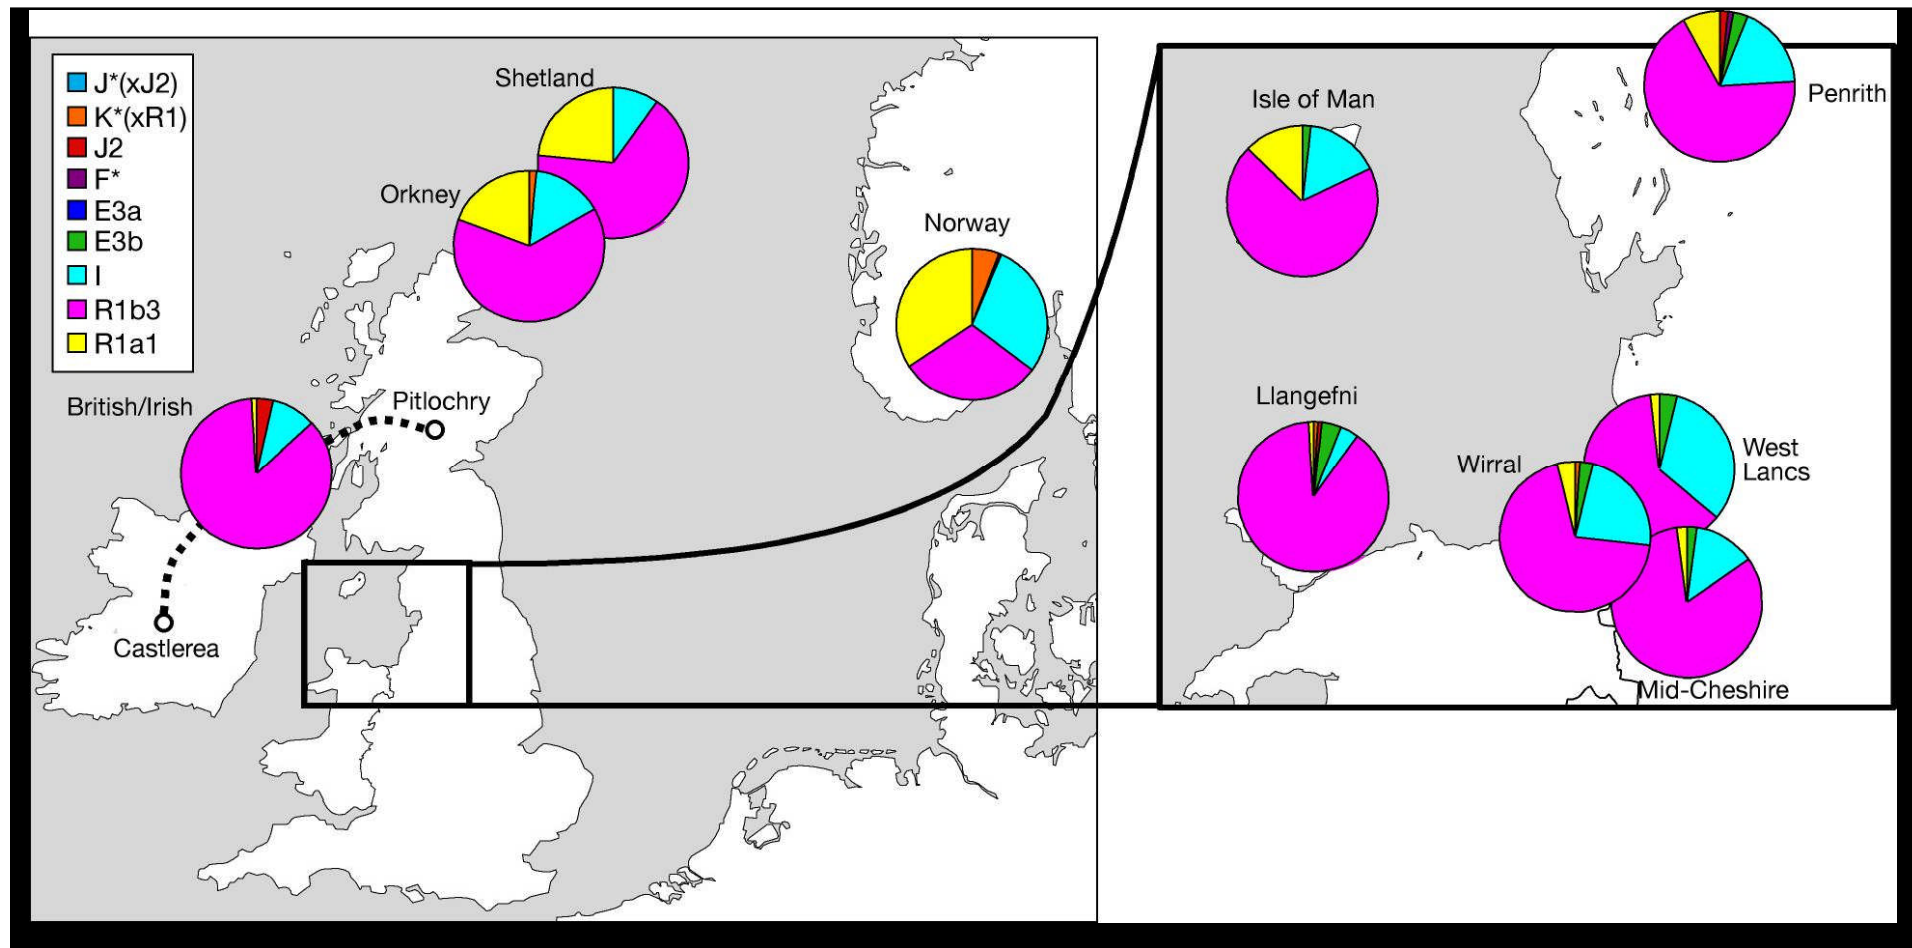 J*(xJ2)
K*(xR1)
J2
F*
E3a
E3b
I
R1b3
R1a1
Shetland
Orkney
Norway
British/Irish
Pitlochry
Castlerea
Isle of Man
Penrith
Llangefni
Wirral
West
Lancs
Mid-Cheshire